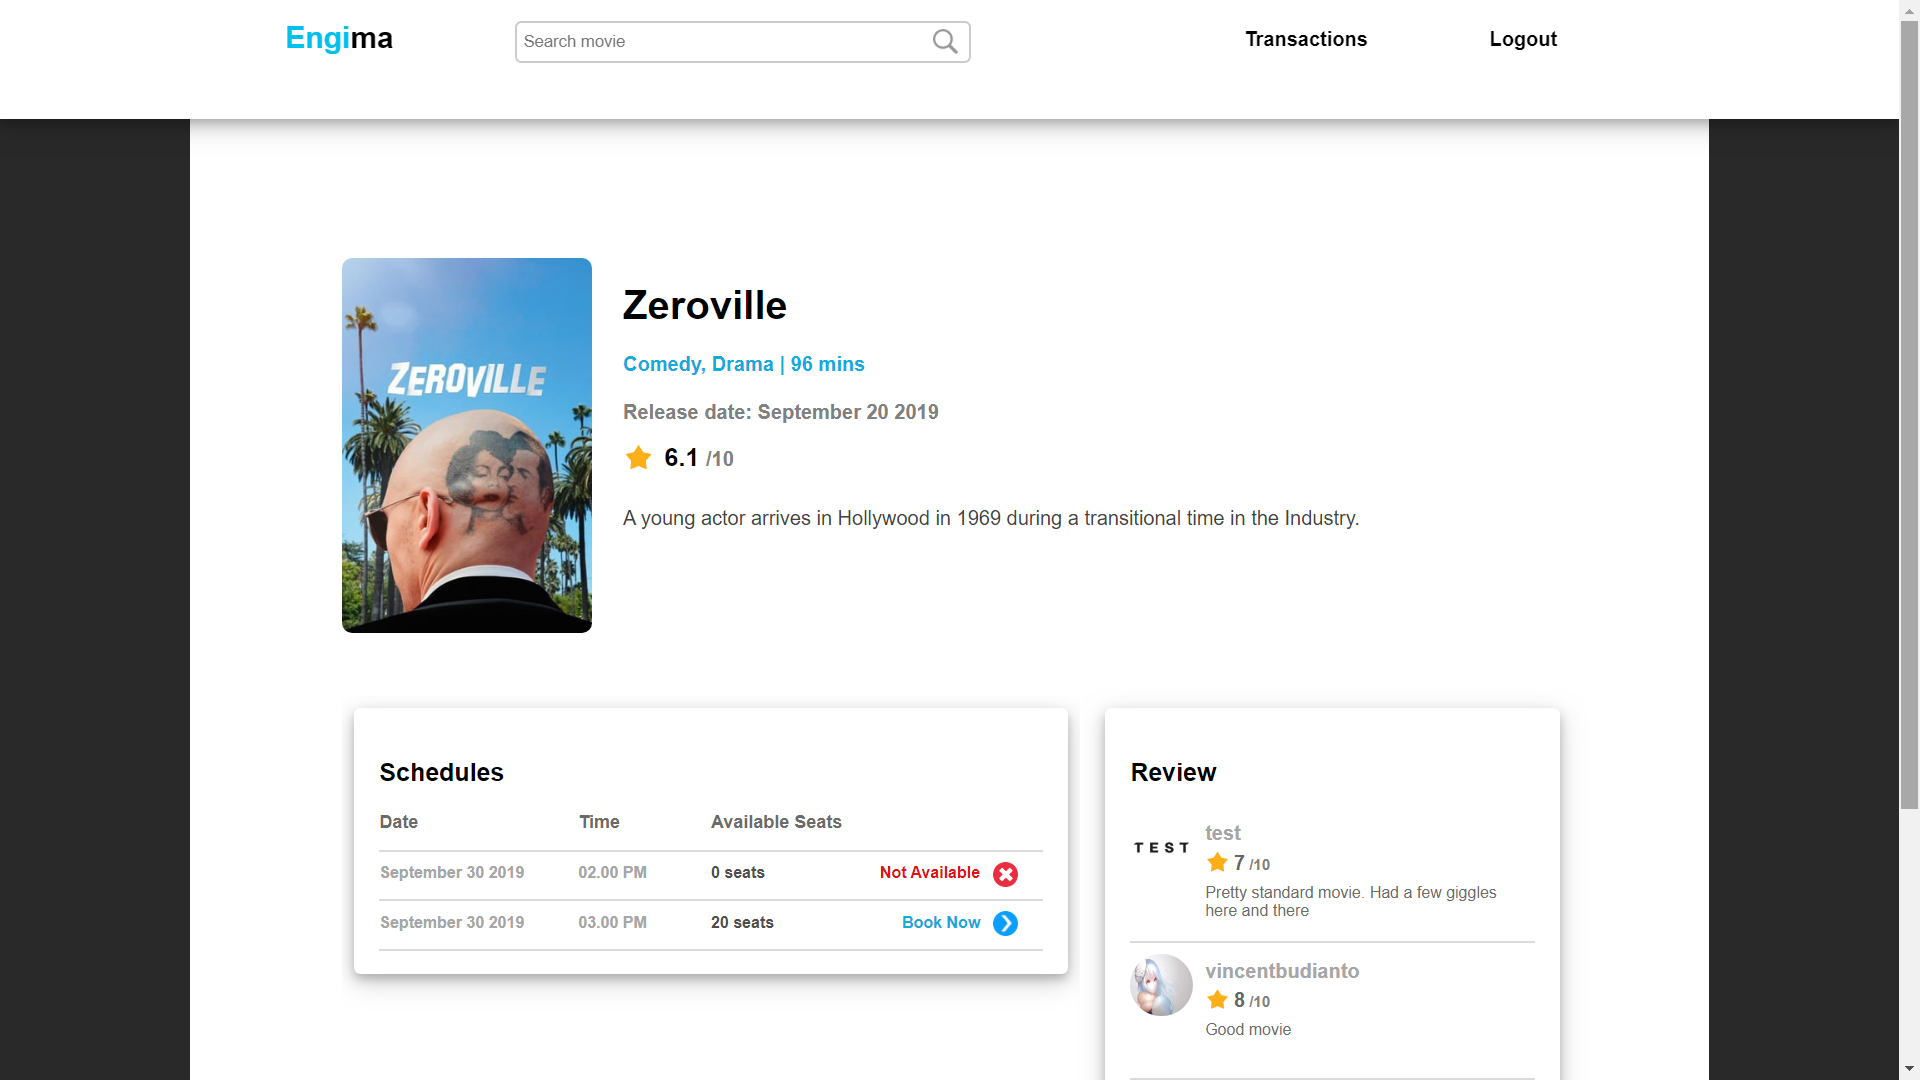 Engima
Search movie
Transactions
Logout
ZEROVILLE
Zeroville
Comedy, Drama | 96 mins
Release date: September 20 2019
6.1 /10
A young actor arrives in Hollywood in 1969 during a transitional time in the Industry.
Schedules
Date Time Available Seats
September 30 2019 02.00 PM 0 seats Not Available
September 30 2019 03.00 PM 20 seats Book Now
Review
TEST
test
7 /10
Pretty standard movie. Had a few giggles
here and there
vincentbudianto
8 /10
Good movie